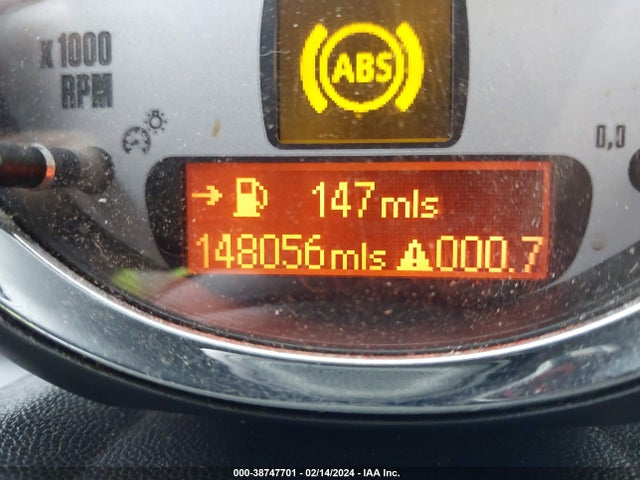 x 1000
RPM
ABS
0,0
→ 147 mls
148056 mls 000.7
000-38747701 - 02/14/2024 - IAA Inc.